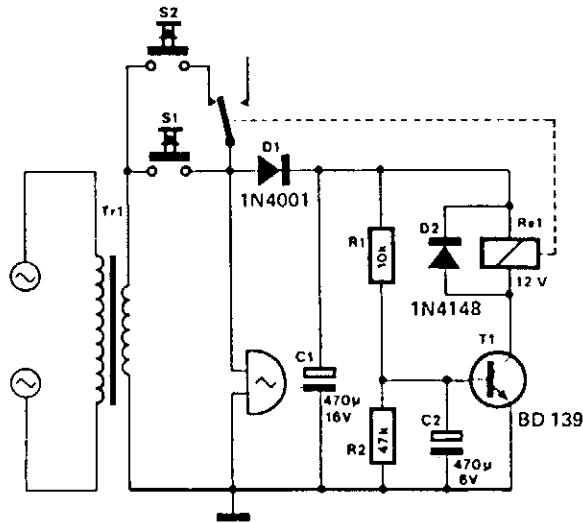 S2
S1
D1
1N4001
Tr1
R1
10k
D2
Re1
12 V
1N4148
T1
C1
470µ
16V
R2
47k
C2
470µ
6V
BD 139